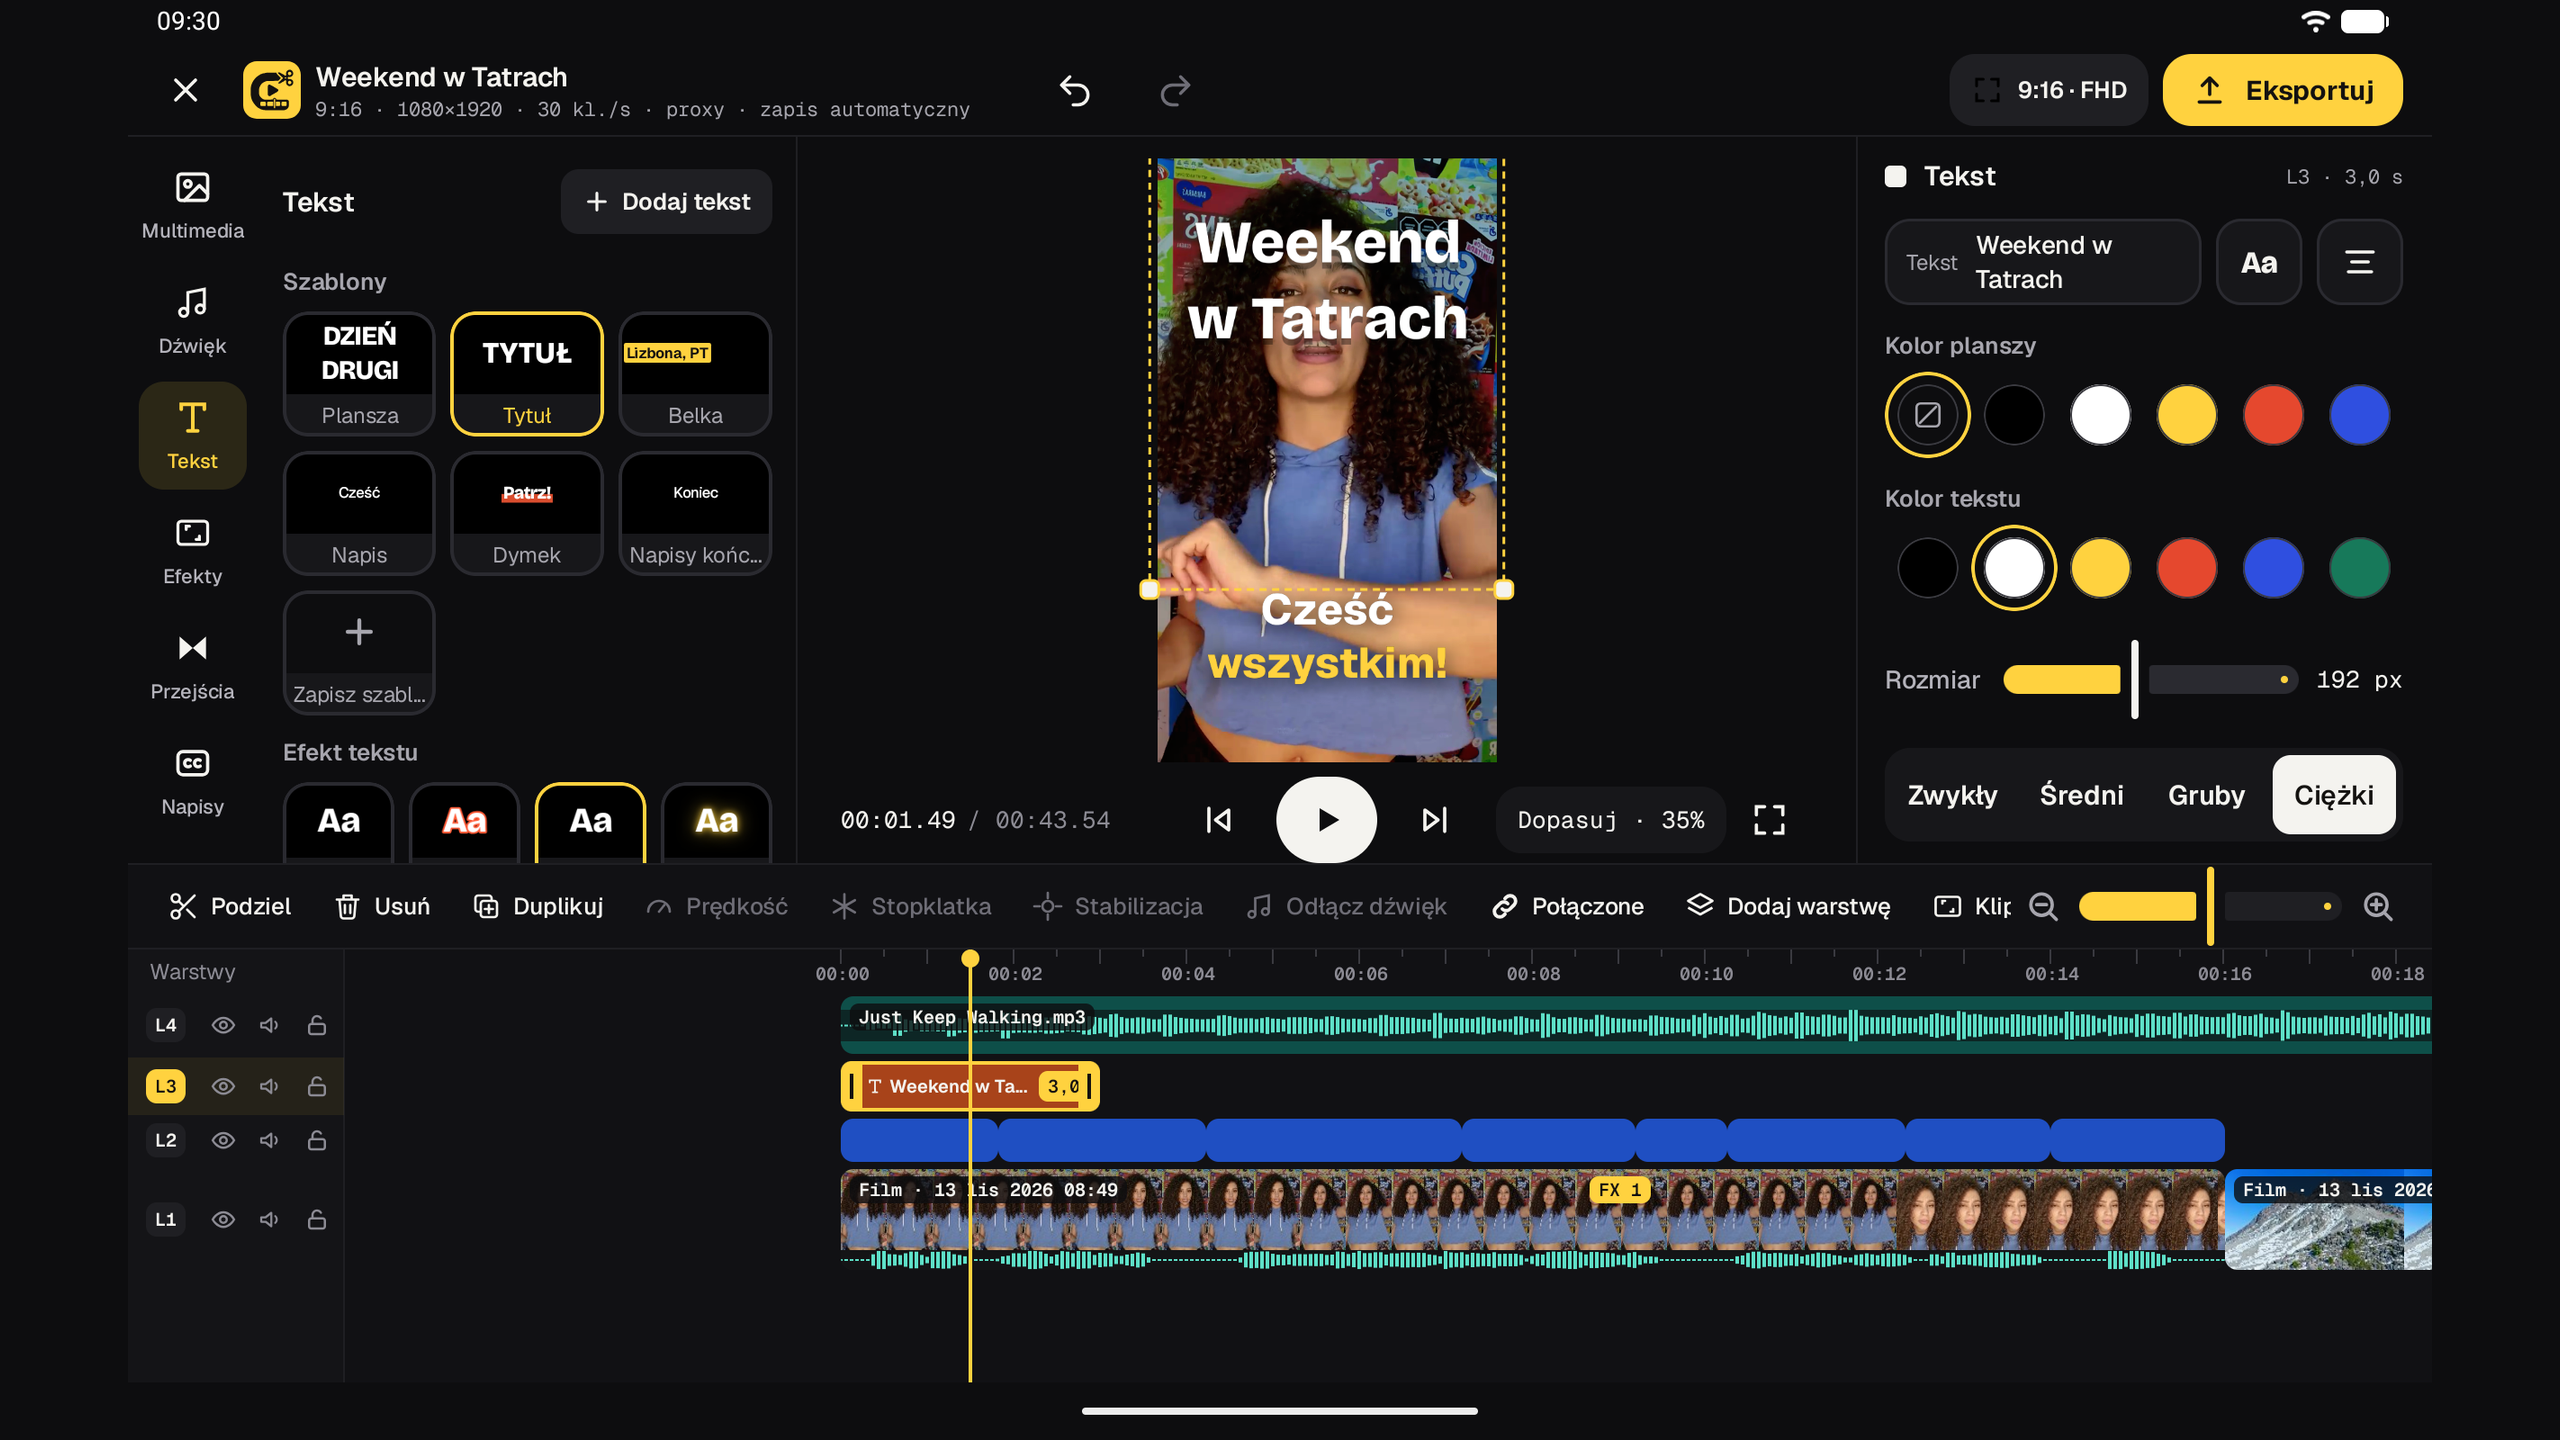 09:30
Weekend w Tatrach
9:16 · 1080×1920 · 30 kl./s · proxy · zapis automatyczny
9:16 · FHD
Eksportuj
Multimedia
Dźwięk
Tekst
Efekty
Przejścia
Napisy
Tekst
Dodaj tekst
Szablony
DZIEŃ
DRUGI
Plansza
TYTUŁ
Tytuł
Lizbona, PT
Belka
Cześć
Napis
Patrz!
Dymek
Koniec
Napisy końc...
Zapisz szabl...
Efekt tekstu
Aa
Aa
Aa
Aa
Weekend
w Tatrach
Cześć
wszystkim!
00:01.49 / 00:43.54
Dopasuj · 35%
Tekst
L3 · 3,0 s
Tekst
Weekend w
Tatrach
Aa
Kolor planszy
Kolor tekstu
Rozmiar
192 px
Zwykły
Średni
Gruby
Ciężki
Podziel
Usuń
Duplikuj
Prędkość
Stopklatka
Stabilizacja
Odłącz dźwięk
Połączone
Dodaj warstwę
Klip
Warstwy
00:00
00:02
00:04
00:06
00:08
00:10
00:12
00:14
00:16
00:18
L4
Just Keep Walking.mp3
L3
Weekend w Ta...
3,0
L2
L1
Film · 13 lis 2026 08:49
FX 1
Film · 13 lis 2026